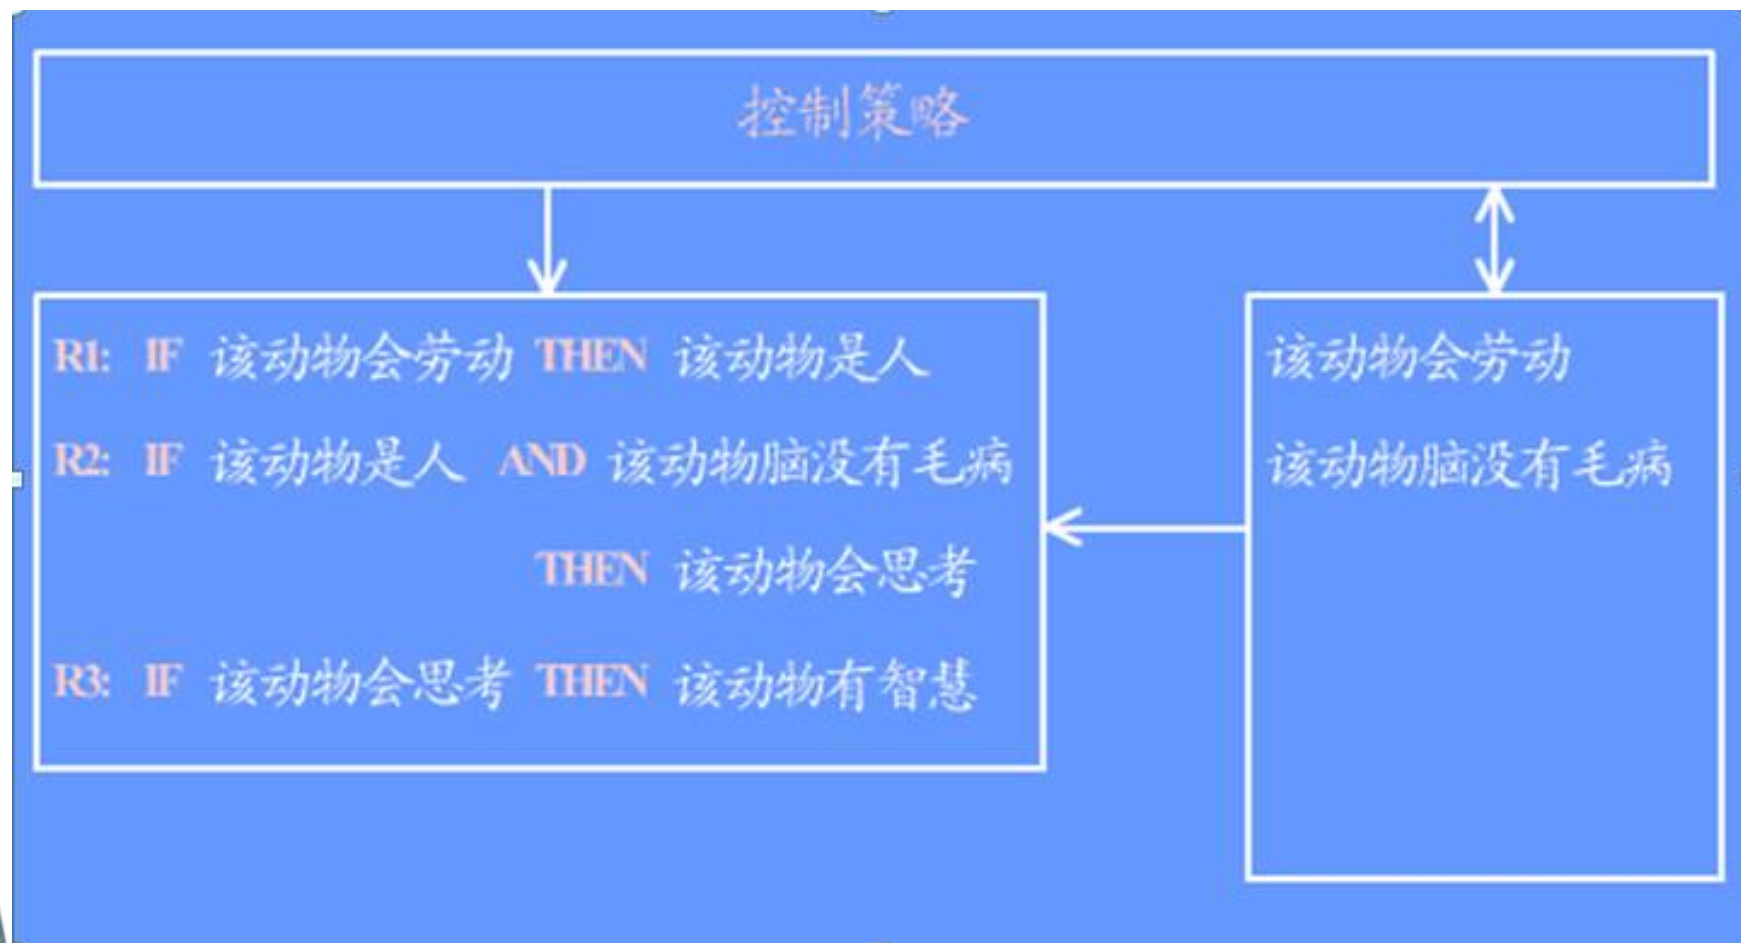 控制策略
R1: IF 该动物会劳动 THEN 该动物是人
R2: IF 该动物是人 AND 该动物脑没有毛病
THEN 该动物会思考
R3: IF 该动物会思考 THEN 该动物有智慧
该动物会劳动
该动物脑没有毛病